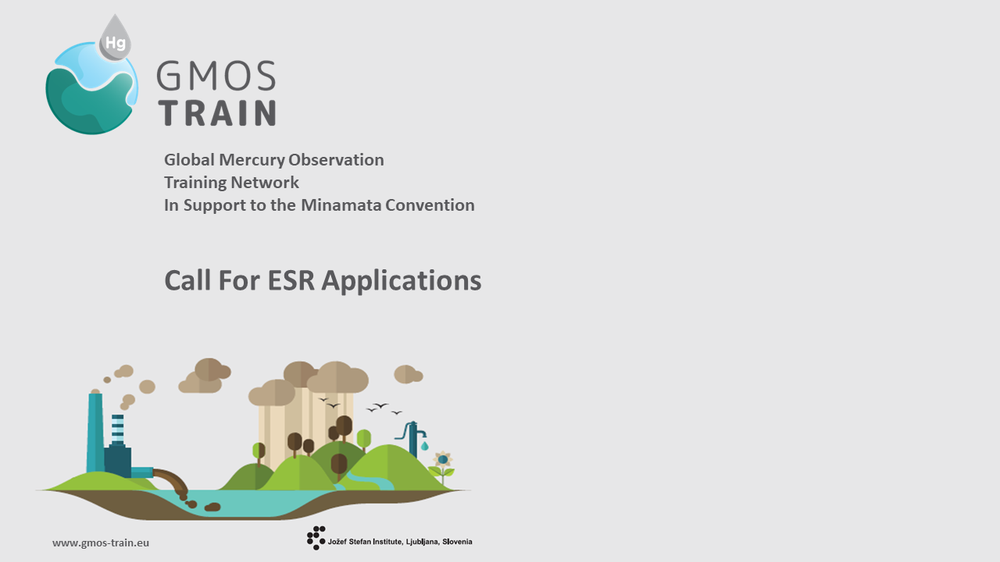 Hg
GMOS
TRAIN
Global Mercury Observation
Training Network
In Support to the Minamata Convention
Call For ESR Applications
www.gmos-train.eu
Jožef Stefan Institute, Ljubljana, Slovenia